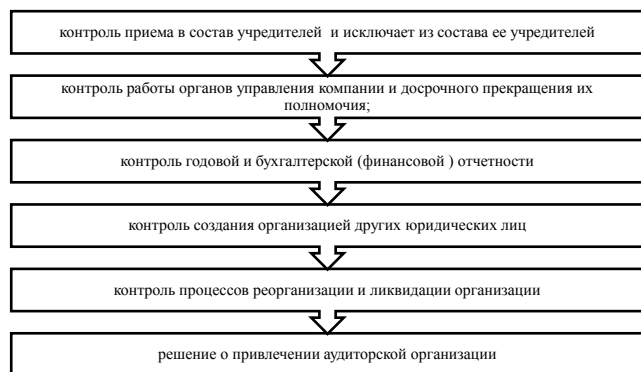 контроль приема в состав учредителей и исключает из состава ее учредителей
контроль работы органов управления компании и досрочного прекращения их
полномочия;
контроль годовой и бухгалтерской (финансовой ) отчетности
контроль создания организацией других юридических лиц
контроль процессов реорганизации и ликвидации организации
решение о привлечении аудиторской организации